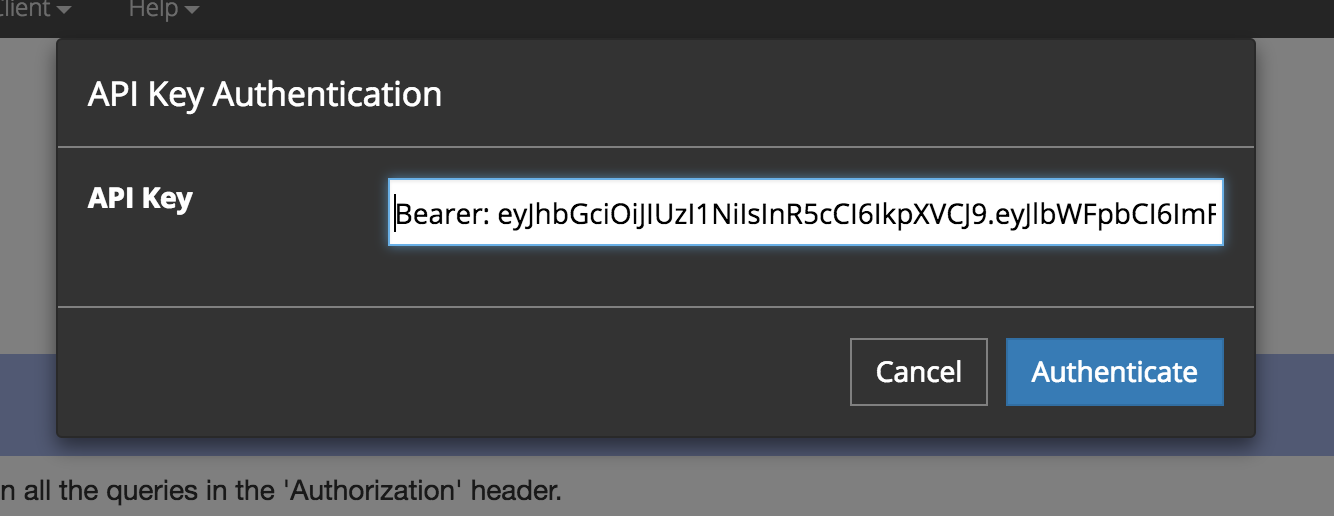 Client Help
API Key Authentication
API Key
Bearer: eyJhbGciOiJIUzI1NiIsInR5cCI6IkpXVCJ9.eyJlbWFpbCI6ImF
Cancel Authenticate
n all the queries in the 'Authorization' header.